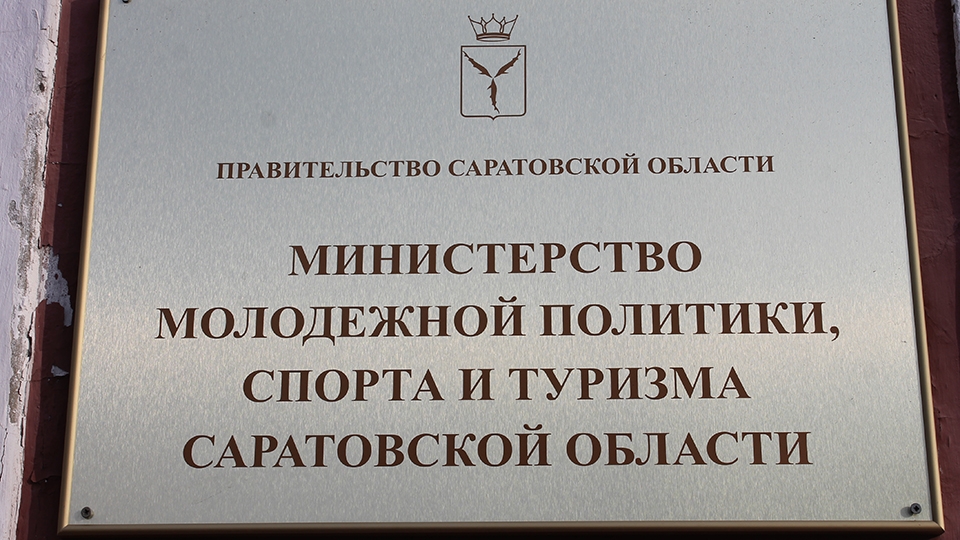 ПРАВИТЕЛЬСТВО САРАТОВСКОЙ ОБЛАСТИ
МИНИСТЕРСТВО
МОЛОДЕЖНОЙ ПОЛИТИКИ,
СПОРТА И ТУРИЗМА
САРАТОВСКОЙ ОБЛАСТИ